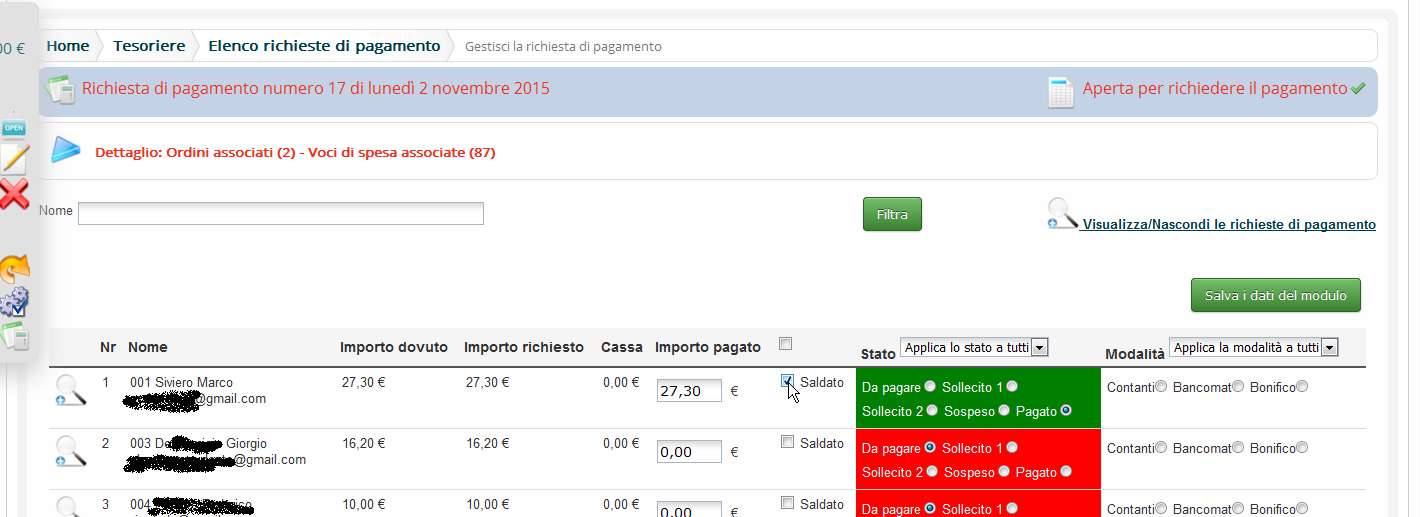 00 €
Home Tesoriere Elenco richieste di pagamento Gestisci la richiesta di pagamento
Richiesta di pagamento numero 17 di lunedì 2 novembre 2015 Aperta per richiedere il pagamento
OPEN
Dettaglio: Ordini associati (2) - Voci di spesa associate (87)
Nome Filtra Visualizza/Nascondi le richieste di pagamento
Salva i dati del modulo
Nr Nome Importo dovuto Importo richiesto Cassa Importo pagato Stato Applica lo stato a tutti Modalità Applica la modalità a tutti
1 001 Siviero Marco 27,30 € 27,30 € 0,00 € 27,30 € Saldato Da pagare Sollecito 1 Contanti Bancomat Bonifico
@gmail.com Sollecito 2 Sospeso Pagato
2 003 Giorgio 16,20 € 16,20 € 0,00 € 0,00 € Saldato Da pagare Sollecito 1 Contanti Bancomat Bonifico
@gmail.com Sollecito 2 Sospeso Pagato
3 004 10,00 € 10,00 € 0,00 € 0,00 € Saldato Da pagare Sollecito 1 Contanti Bancomat Bonifico